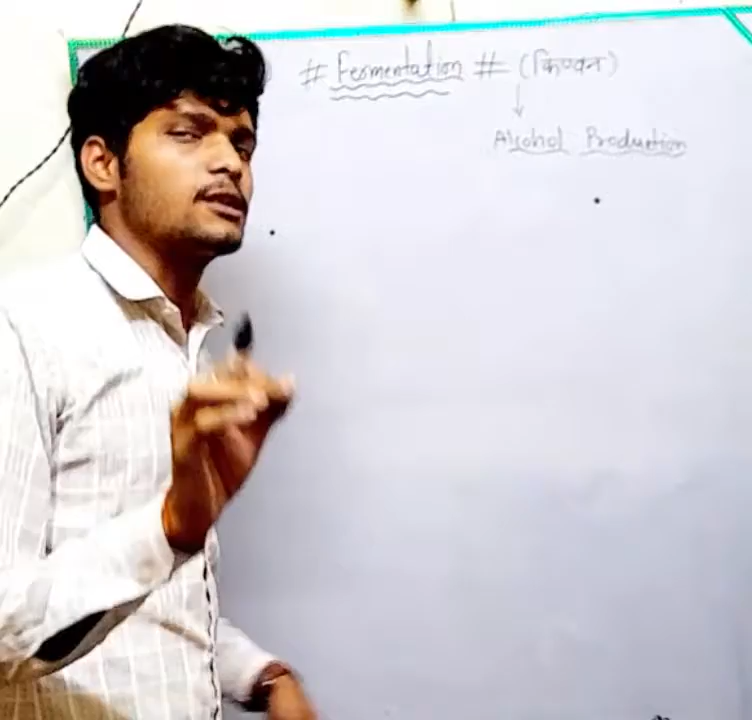 # Fermentation # (किण्वन)
↓
Alcohol Production